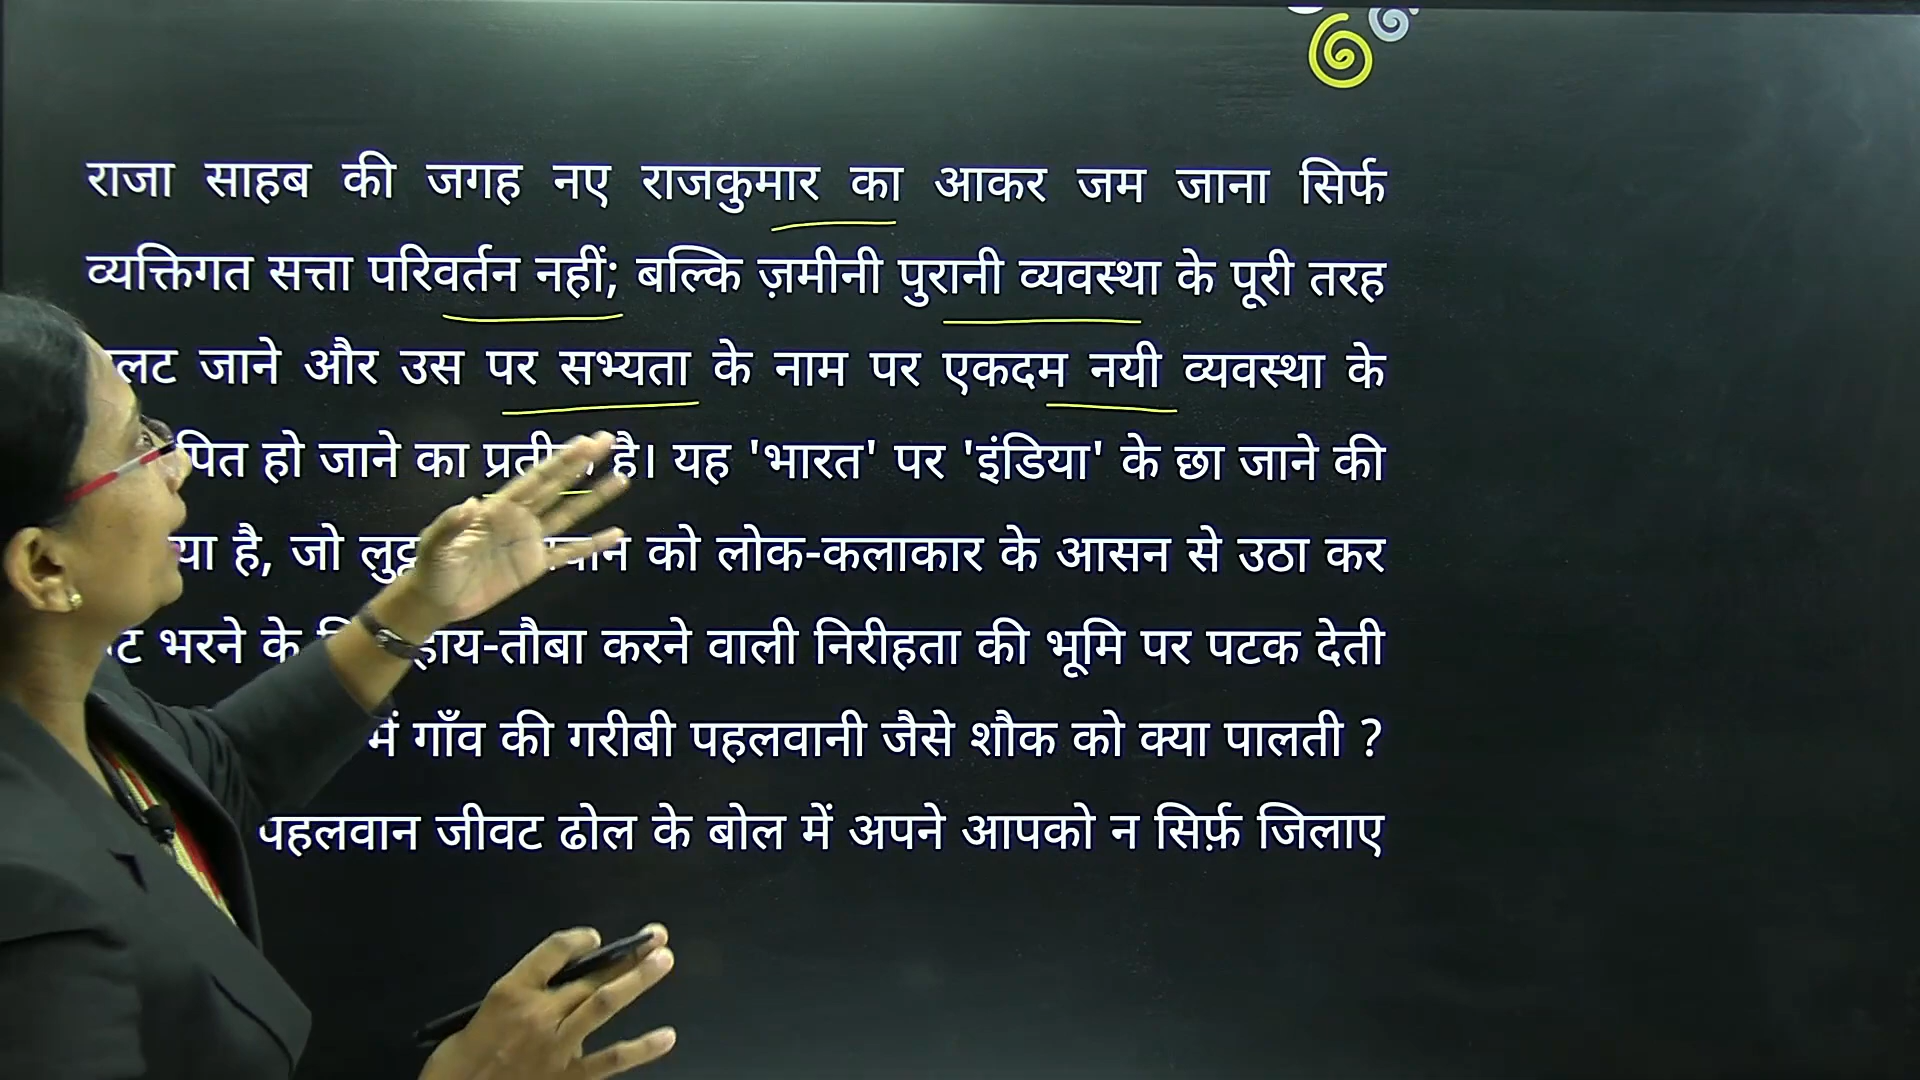 राजा साहब की जगह नए राजकुमार का आकर जम जाना सिर्फ
व्यक्तिगत सत्ता परिवर्तन नहीं; बल्कि ज़मीनी पुरानी व्यवस्था के पूरी तरह
जाने और उस पर सभ्यता के नाम पर एकदम नयी व्यवस्था के
हो जाने का है। यह 'भारत' पर 'इंडिया' के छा जाने की
है, जो को लोक-कलाकार के आसन से उठा कर
भरने के हाय-तौबा करने वाली निरीहता की भूमि पर पटक देती
में गाँव की गरीबी पहलवानी जैसे शौक को क्या पालती ?
पहलवान जीवट ढोल के बोल में अपने आपको न सिर्फ़ जिलाए